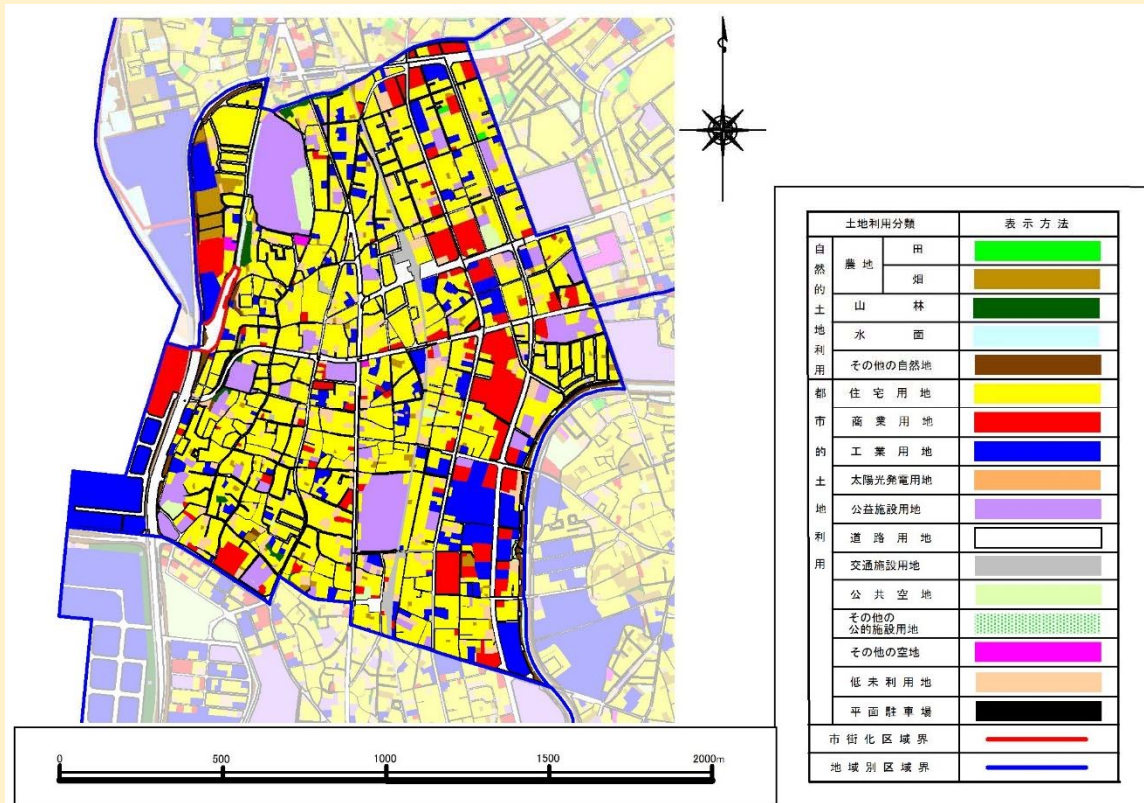 土地利用分類 表示方法
自然的土地利用
農地
田
畑
山林
水面
その他の自然地
都市的土地利用
住宅用地
商業用地
工業用地
太陽光発電用地
公益施設用地
道路用地
交通施設用地
公共空地
その他の
公的施設用地
その他の空地
低未利用地
平面駐車場
市街化区域界
地域別区域界
0 500 1000 1500 2000m